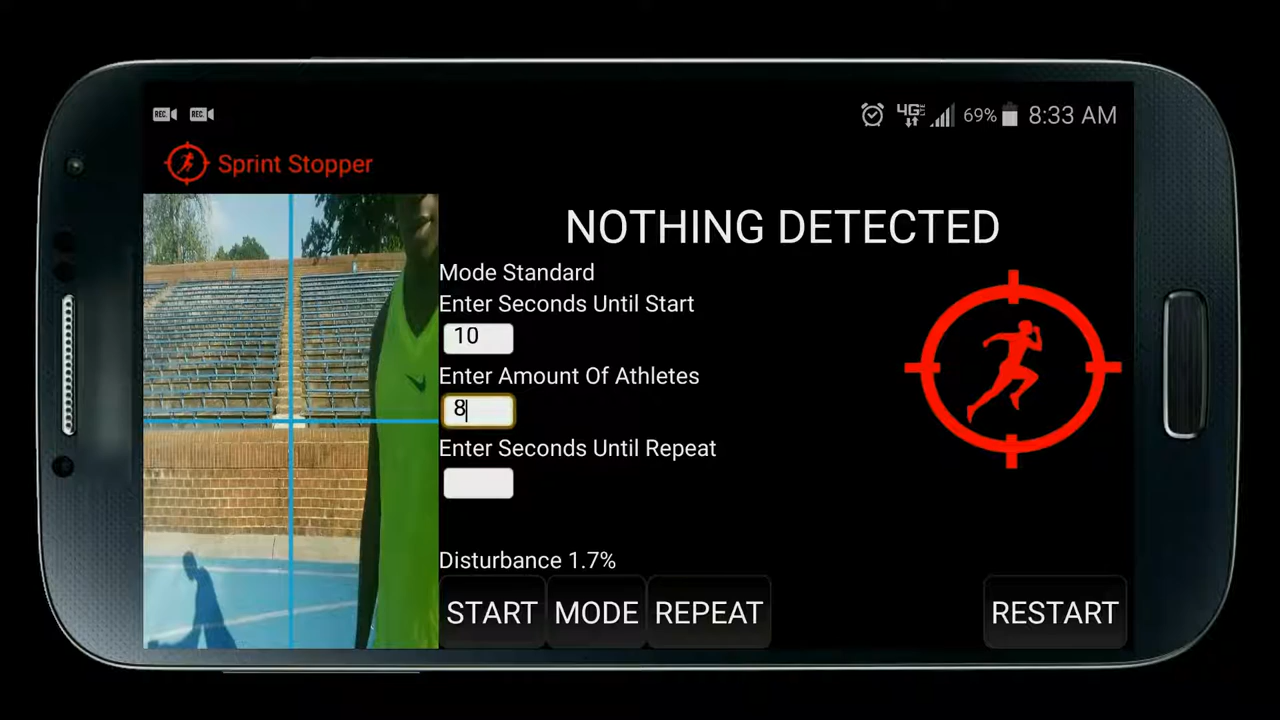 REC. REC. 4G LTE 69% 8:33 AM
Sprint Stopper
NOTHING DETECTED
Mode Standard
Enter Seconds Until Start
10
Enter Amount Of Athletes
8
Enter Seconds Until Repeat
Disturbance 1.7%
START MODE REPEAT RESTART